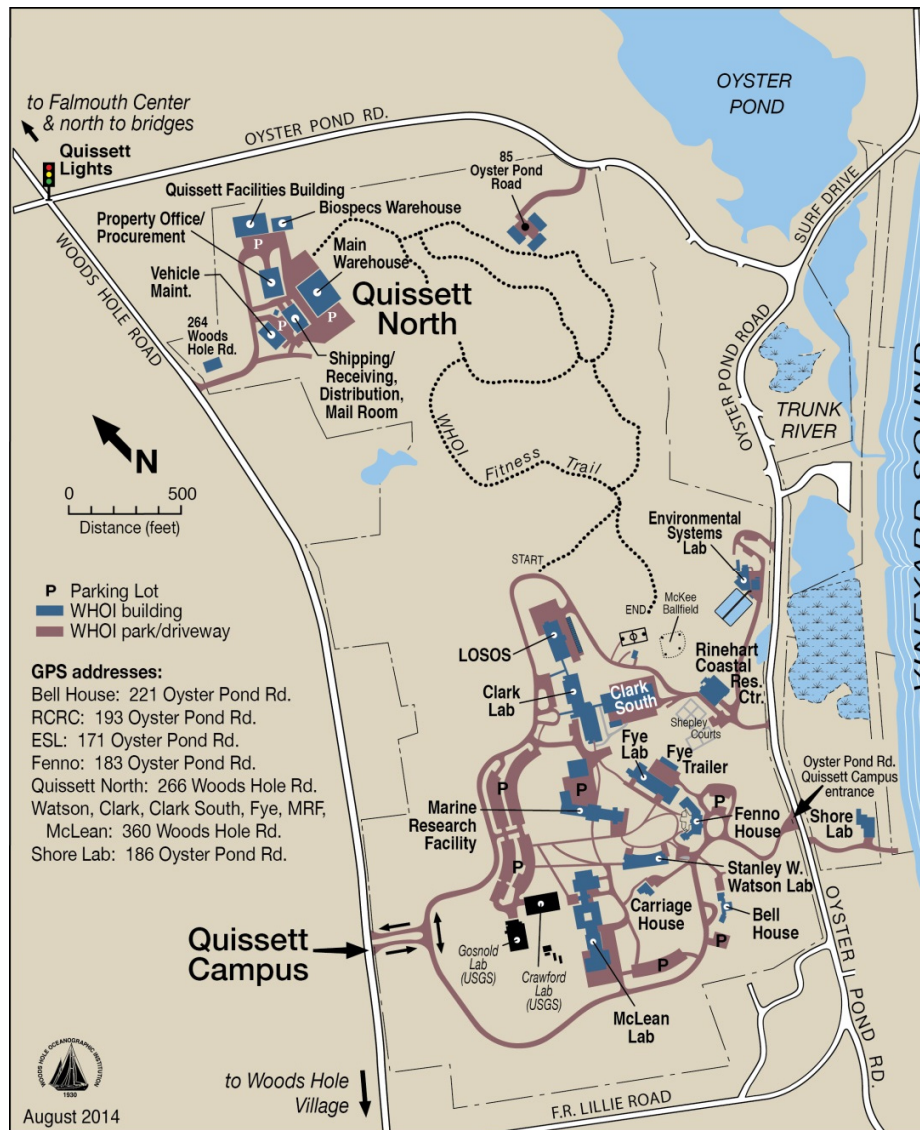 OYSTER
POND
to Falmouth Center
& north to bridges
OYSTER POND RD.
Quissett
Lights
85
Oyster Pond
Road
SURF DRIVE
Quissett Facilities Building
Biospecs Warehouse
Property Office/
Procurement
P
Main
Warehouse
Vehicle
Maint.
Quissett
North
P
P
264
Woods
Hole Rd.
Shipping/
Receiving,
Distribution,
Mail Room
WOODS HOLE ROAD
OYSTER POND ROAD
TRUNK
RIVER
VINEYARD SOUND
WHOI Fitness Trail
N
0 500
Distance (feet)
START
END
Environmental
Systems
Lab
McKee
Ballfield
P Parking Lot
WHOI building
WHOI park/driveway
LOSOS
Rinehart
Coastal
Res.
Ctr.
Clark
Lab
Clark
South
Shepley
Courts
GPS addresses:
Bell House: 221 Oyster Pond Rd.
RCRC: 193 Oyster Pond Rd.
ESL: 171 Oyster Pond Rd.
Fenno: 183 Oyster Pond Rd.
Quissett North: 266 Woods Hole Rd.
Watson, Clark, Clark South, Fye, MRF,
McLean: 360 Woods Hole Rd.
Shore Lab: 186 Oyster Pond Rd.
Fye
Lab
Fye
Trailer
Oyster Pond Rd.
Quissett Campus
entrance
P
P
P
Marine
Research
Facility
Fenno
House
Shore
Lab
P
Stanley W.
Watson Lab
Carriage
House
Bell
House
Quissett
Campus
Gosnold
Lab
(USGS)
Crawford
Lab
(USGS)
P
P
McLean
Lab
OYSTER POND RD.
WOODS HOLE OCEANOGRAPHIC INSTITUTION
1930
August 2014
to Woods Hole
Village
F.R. LILLIE ROAD